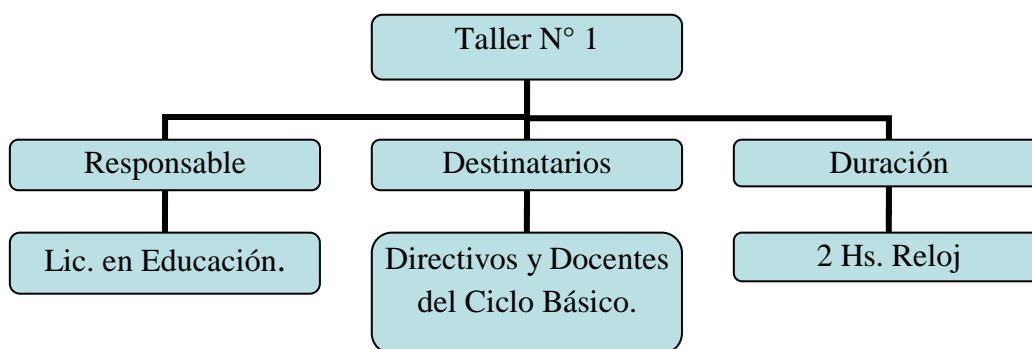 Taller N° 1
Responsable
Destinatarios
Duración
Lic. en Educación.
Directivos y Docentes
del Ciclo Básico.
2 Hs. Reloj